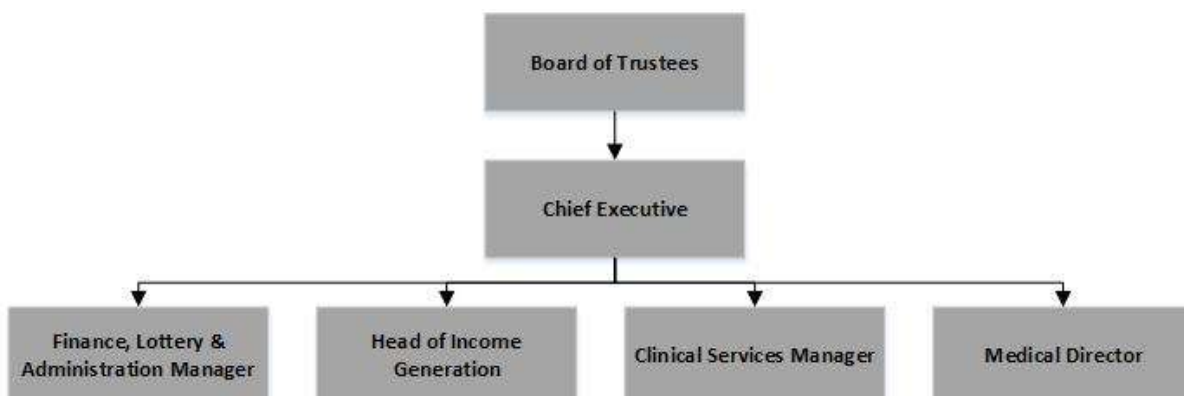 Board of Trustees
Chief Executive
Finance, Lottery &
Administration Manager
Head of Income
Generation
Clinical Services Manager
Medical Director